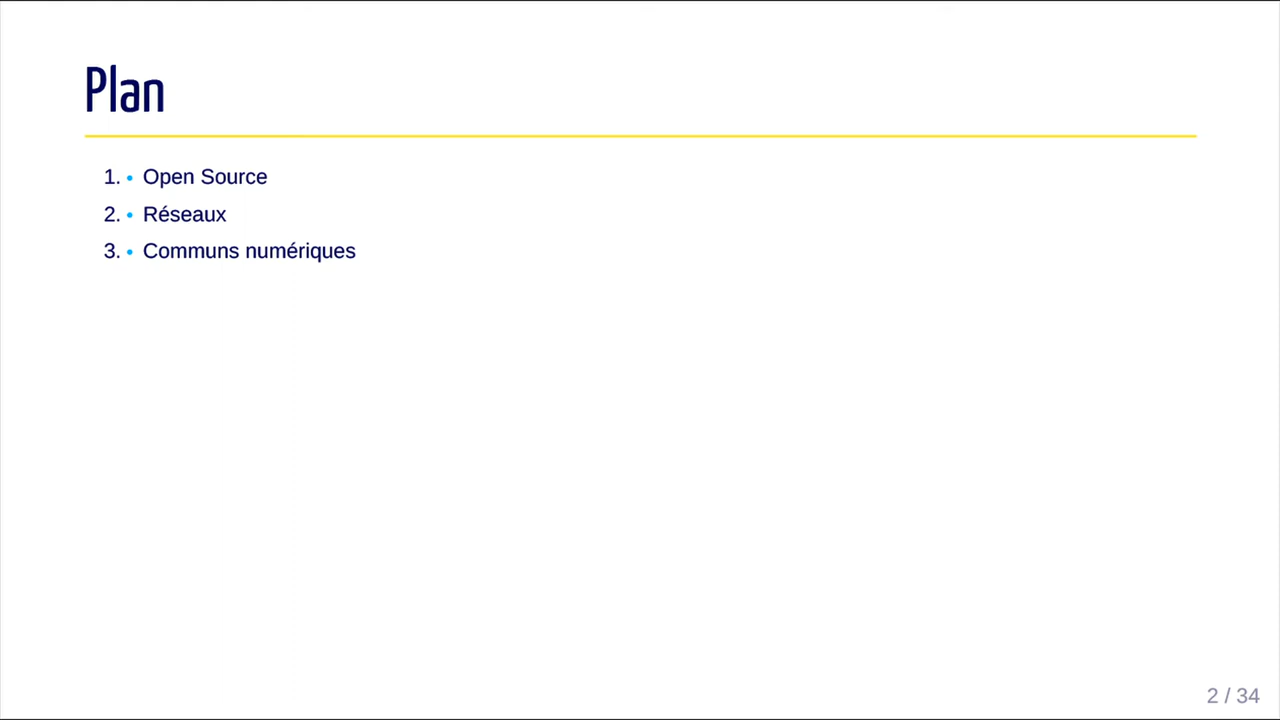 Plan
1. • Open Source
2. • Réseaux
3. • Communs numériques
2 / 34